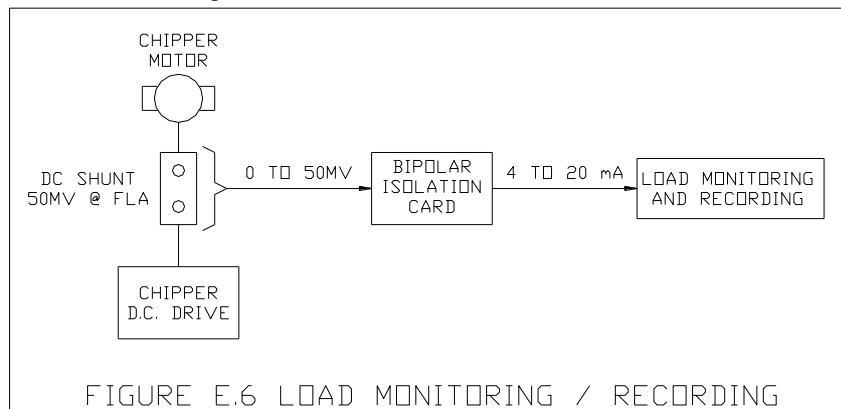 CHIPPER
MOTOR
DC SHUNT
50MV @ FLA
0 TO 50MV
BIPOLAR
ISOLATION
CARD
4 TO 20 mA
LOAD MONITORING
AND RECORDING
CHIPPER
D.C. DRIVE
FIGURE E.6 LOAD MONITORING / RECORDING